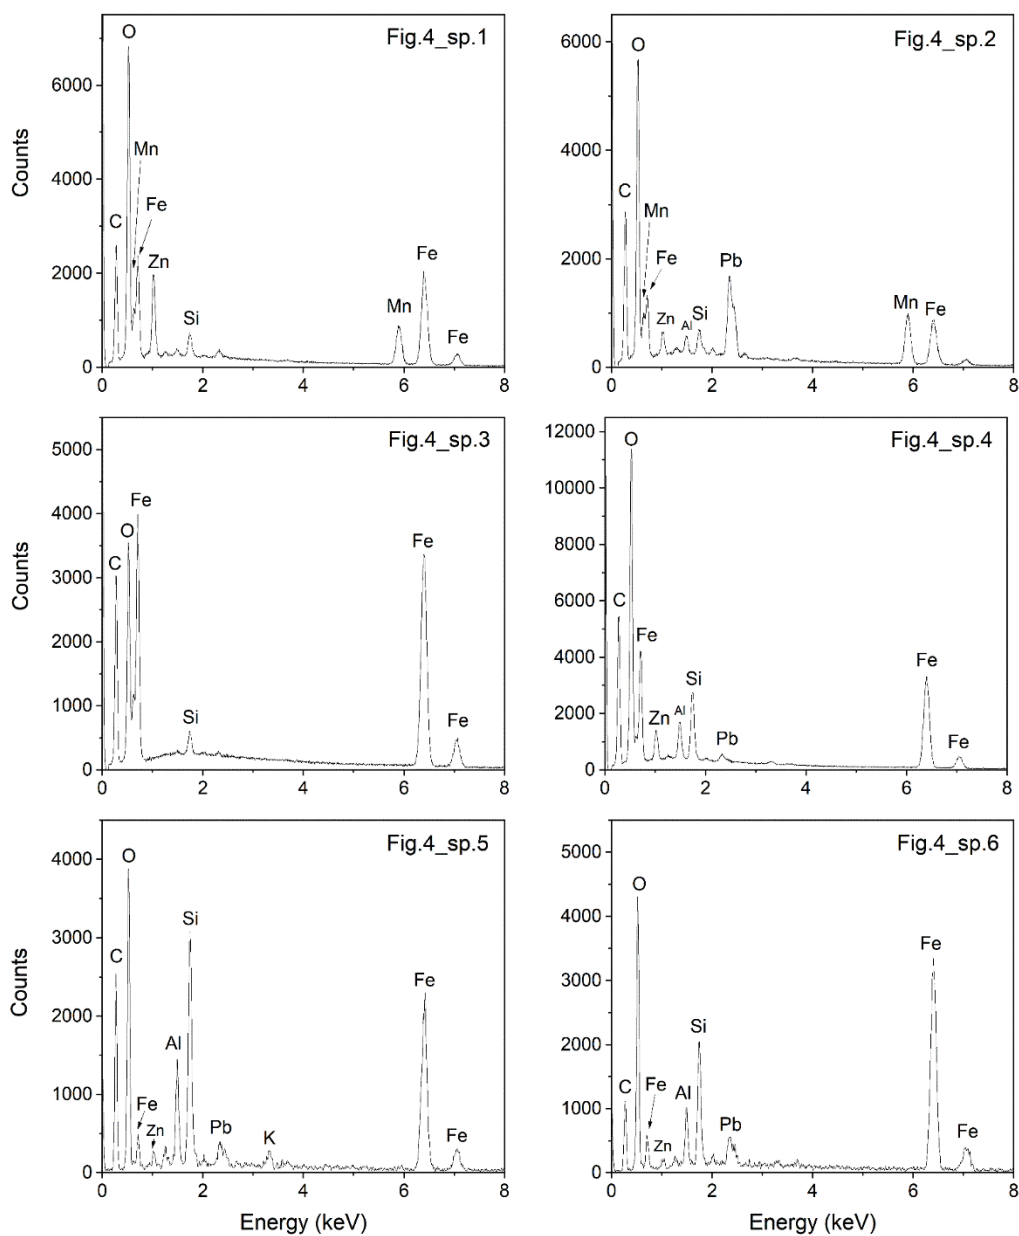 Fig.4_sp.1
Counts
0
2000
4000
6000
0
2
4
6
8
C
O
Mn
Fe
Zn
Si
Mn
Fe
Fe
Fig.4_sp.2
0
2000
4000
6000
0
2
4
6
8
C
O
Mn
Fe
Zn
Al
Si
Pb
Mn
Fe
Fig.4_sp.3
Counts
0
1000
2000
3000
4000
5000
0
2
4
6
8
C
O
Fe
Si
Fe
Fe
Fig.4_sp.4
0
2000
4000
6000
8000
10000
12000
0
2
4
6
8
C
O
Fe
Zn
Al
Si
Pb
Fe
Fe
Fig.4_sp.5
Counts
0
1000
2000
3000
4000
0
2
4
6
8
C
O
Fe
Zn
Al
Si
Pb
K
Fe
Fe
Energy (keV)
Fig.4_sp.6
0
1000
2000
3000
4000
5000
0
2
4
6
8
C
O
Fe
Zn
Al
Si
Pb
Fe
Fe
Energy (keV)